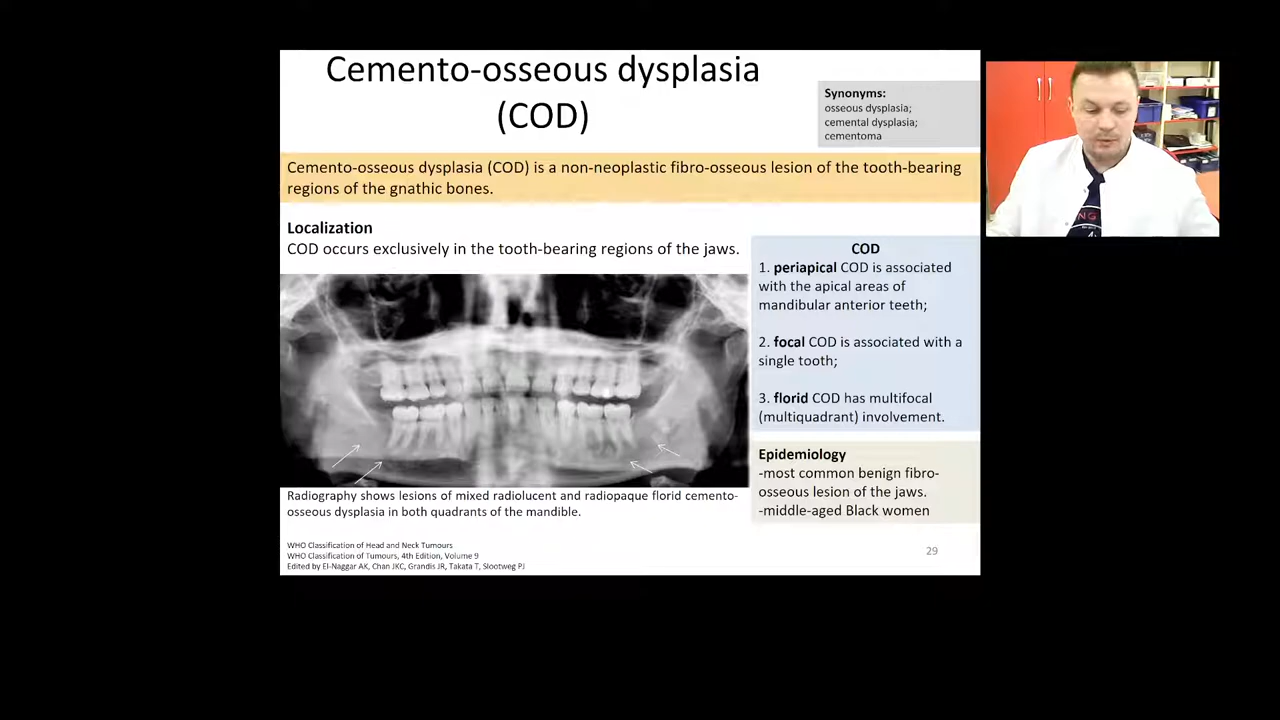 Cemento-osseous dysplasia
(COD)
Synonyms:
osseous dysplasia;
cemental dysplasia;
cementoma
Cemento-osseous dysplasia (COD) is a non-neoplastic fibro-osseous lesion of the tooth-bearing
regions of the gnathic bones.
Localization
COD occurs exclusively in the tooth-bearing regions of the jaws.
COD
1. periapical COD is associated
with the apical areas of
mandibular anterior teeth;
2. focal COD is associated with a
single tooth;
3. florid COD has multifocal
(multiquadrant) involvement.
Epidemiology
-most common benign fibro-
osseous lesion of the jaws.
-middle-aged Black women
Radiography shows lesions of mixed radiolucent and radiopaque florid cemento-
osseous dysplasia in both quadrants of the mandible.
WHO Classification of Head and Neck Tumours
WHO Classification of Tumours, 4th Edition, Volume 9
Edited by El-Naggar AK, Chan JKC, Grandis JR, Takata T, Slootweg PJ
29